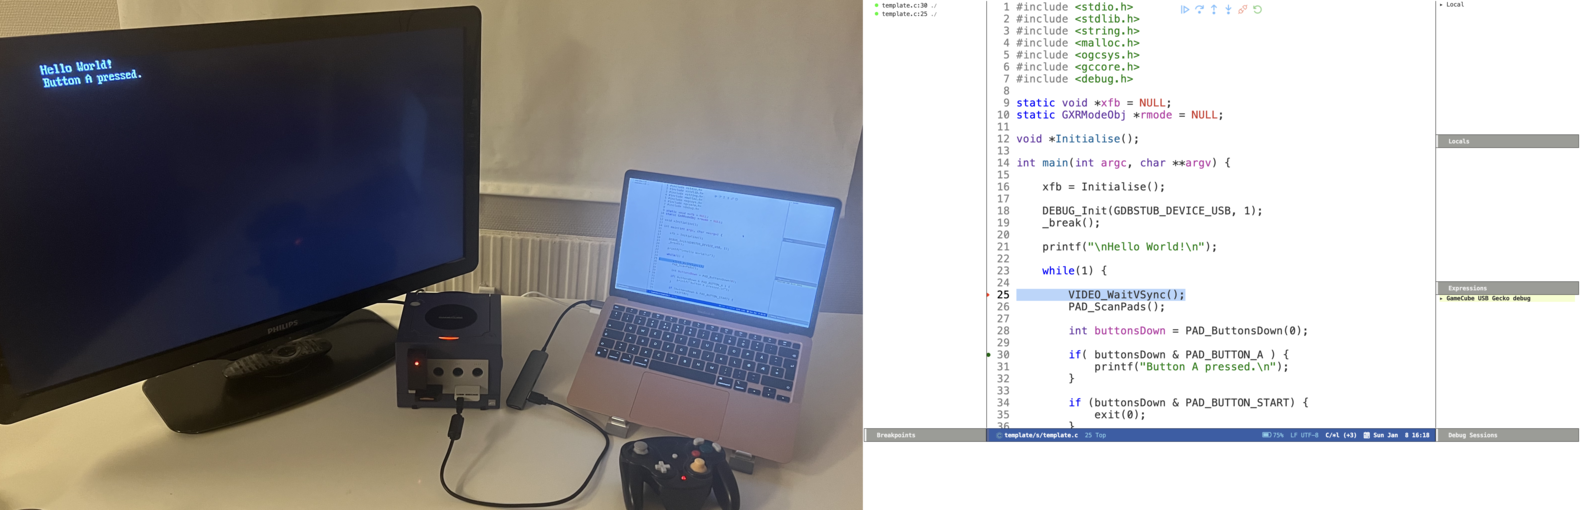 Hello World!
Button A pressed.
PHILIPS
template.c:30 ./
template.c:25 ./
1 #include <stdio.h>
2 #include <stdlib.h>
3 #include <string.h>
4 #include <malloc.h>
5 #include <ogcsys.h>
6 #include <gccore.h>
7 #include <debug.h>
8
9 static void *xfb = NULL;
10 static GXRModeObj *rmode = NULL;
11
12 void *Initialise();
13
14 int main(int argc, char **argv) {
15
16 xfb = Initialise();
17
18 DEBUG_Init(GDBSTUB_DEVICE_USB, 1);
19 _break();
20
21 printf("\nHello World!\n");
22
23 while(1) {
24
25 VIDEO_WaitVSync();
26 PAD_ScanPads();
27
28 int buttonsDown = PAD_ButtonsDown(0);
29
30 if( buttonsDown & PAD_BUTTON_A ) {
31 printf("Button A pressed.\n");
32 }
33
34 if (buttonsDown & PAD_BUTTON_START) {
35 exit(0);
36 }
Breakpoints
template/s/template.c 25 Top
75% LF UTF-8 C/*l (+3) Sun Jan 8 16:18
Local
Locals
Expressions
GameCube USB Gecko debug
Debug Sessions